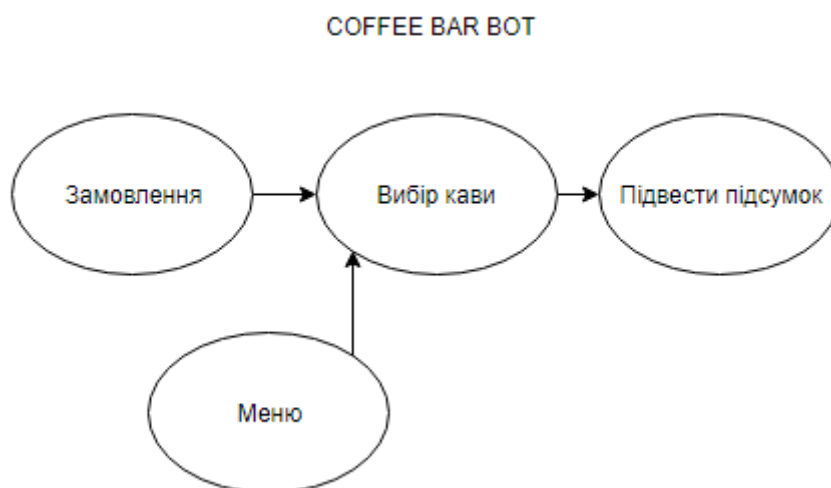 COFFEE BAR BOT
Замовлення
Вибір кави
Підвести підсумок
Меню